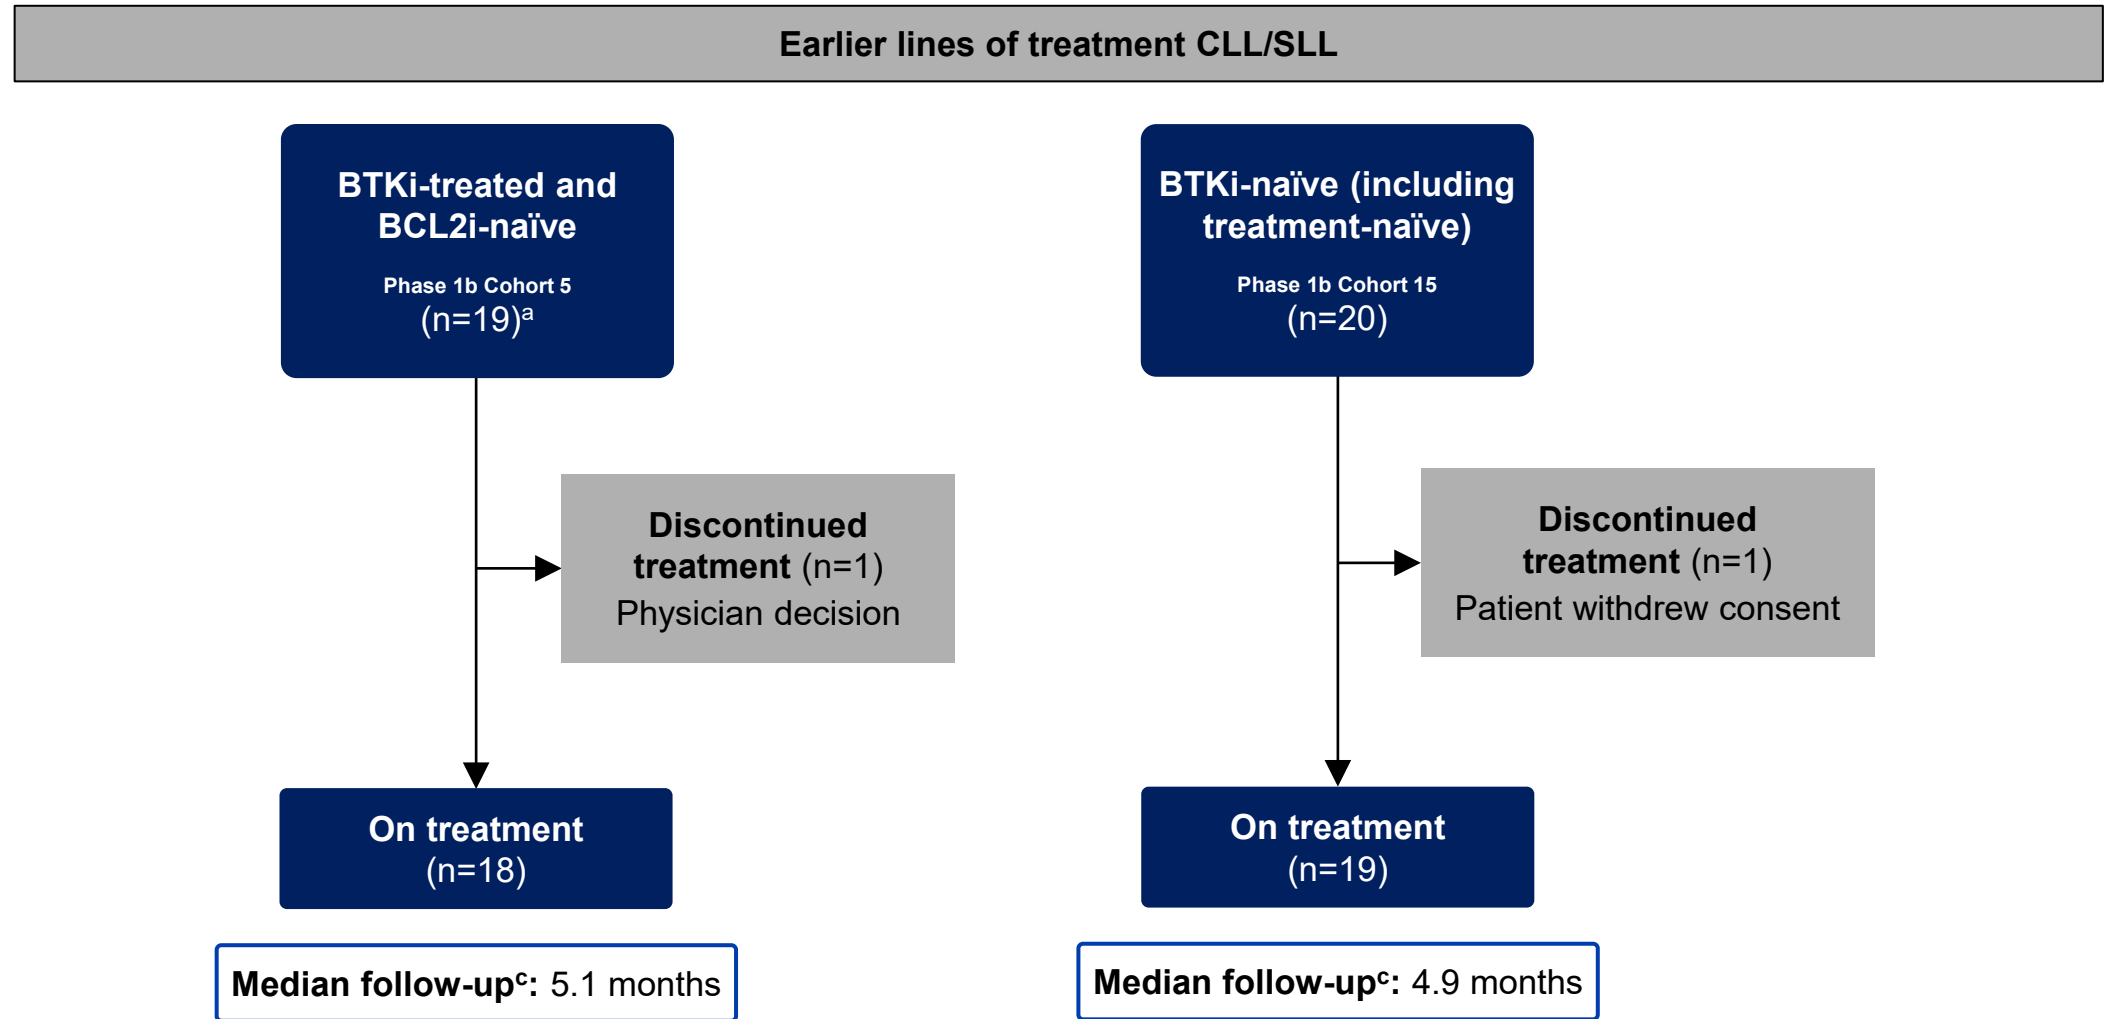 Earlier lines of treatment CLL/SLL
BTKi-treated and
BCL2i-naïve
Phase 1b Cohort 5
(n=19)ᵃ
Discontinued
treatment (n=1)
Physician decision
On treatment
(n=18)
Median follow-upᶜ: 5.1 months
BTKi-naïve (including
treatment-naïve)
Phase 1b Cohort 15
(n=20)
Discontinued
treatment (n=1)
Patient withdrew consent
On treatment
(n=19)
Median follow-upᶜ: 4.9 months